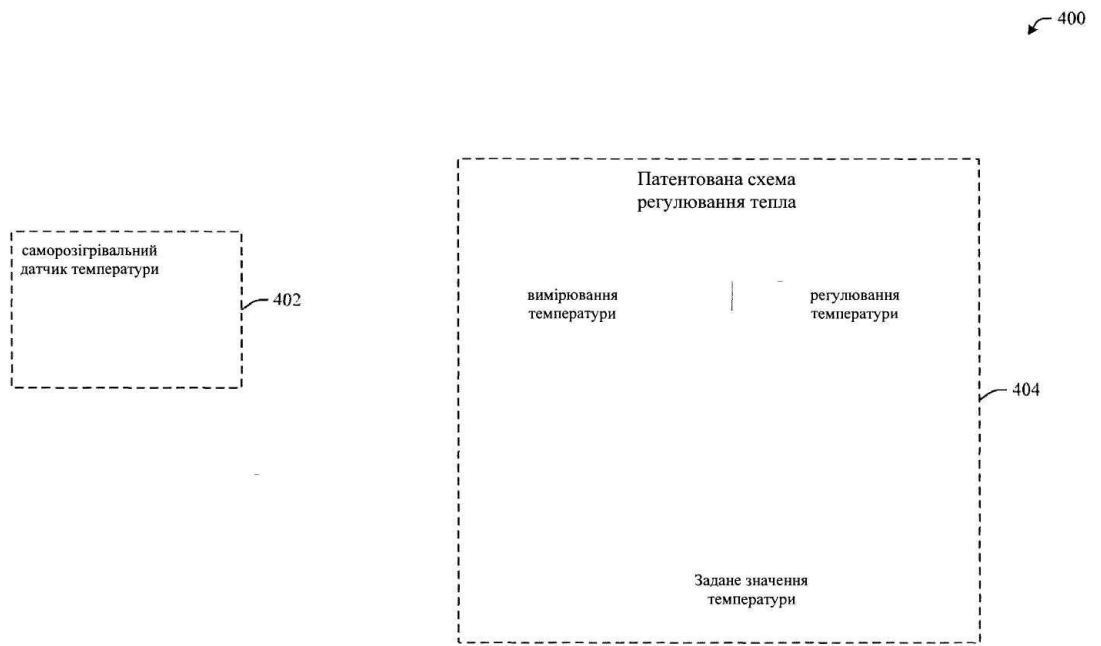 400
Патентована схема
регулювання тепла
саморозігрівальний
датчик температури
402
вимірювання
температури
регулювання
температури
404
Задане значення
температури